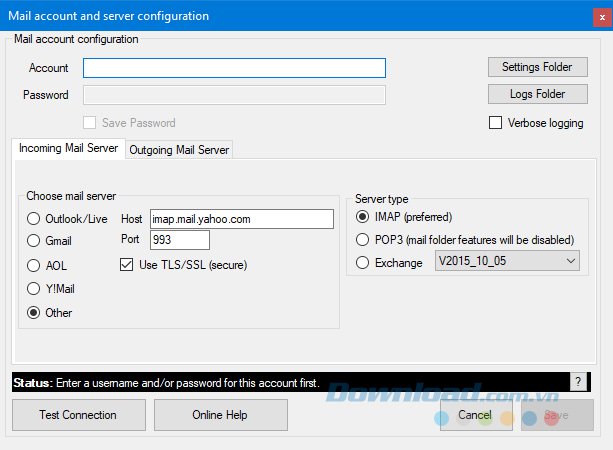 Mail account and server configuration
x
Mail account configuration
Account
Settings Folder
Password
Logs Folder
Save Password
Verbose logging
Incoming Mail Server Outgoing Mail Server
Choose mail server
Server type
Outlook/Live Host imap.mail.yahoo.com
IMAP (preferred)
Gmail Port 993
POP3 (mail folder features will be disabled)
AOL Use TLS/SSL (secure)
Exchange V2015_10_05
Y!Mail
Other
Status: Enter a username and/or password for this account first.
?
Download.com.vn
Test Connection Online Help Cancel Save